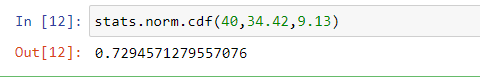 In [12]: stats.norm.cdf(40,34.42,9.13)
Out[12]: 0.7294571279557076